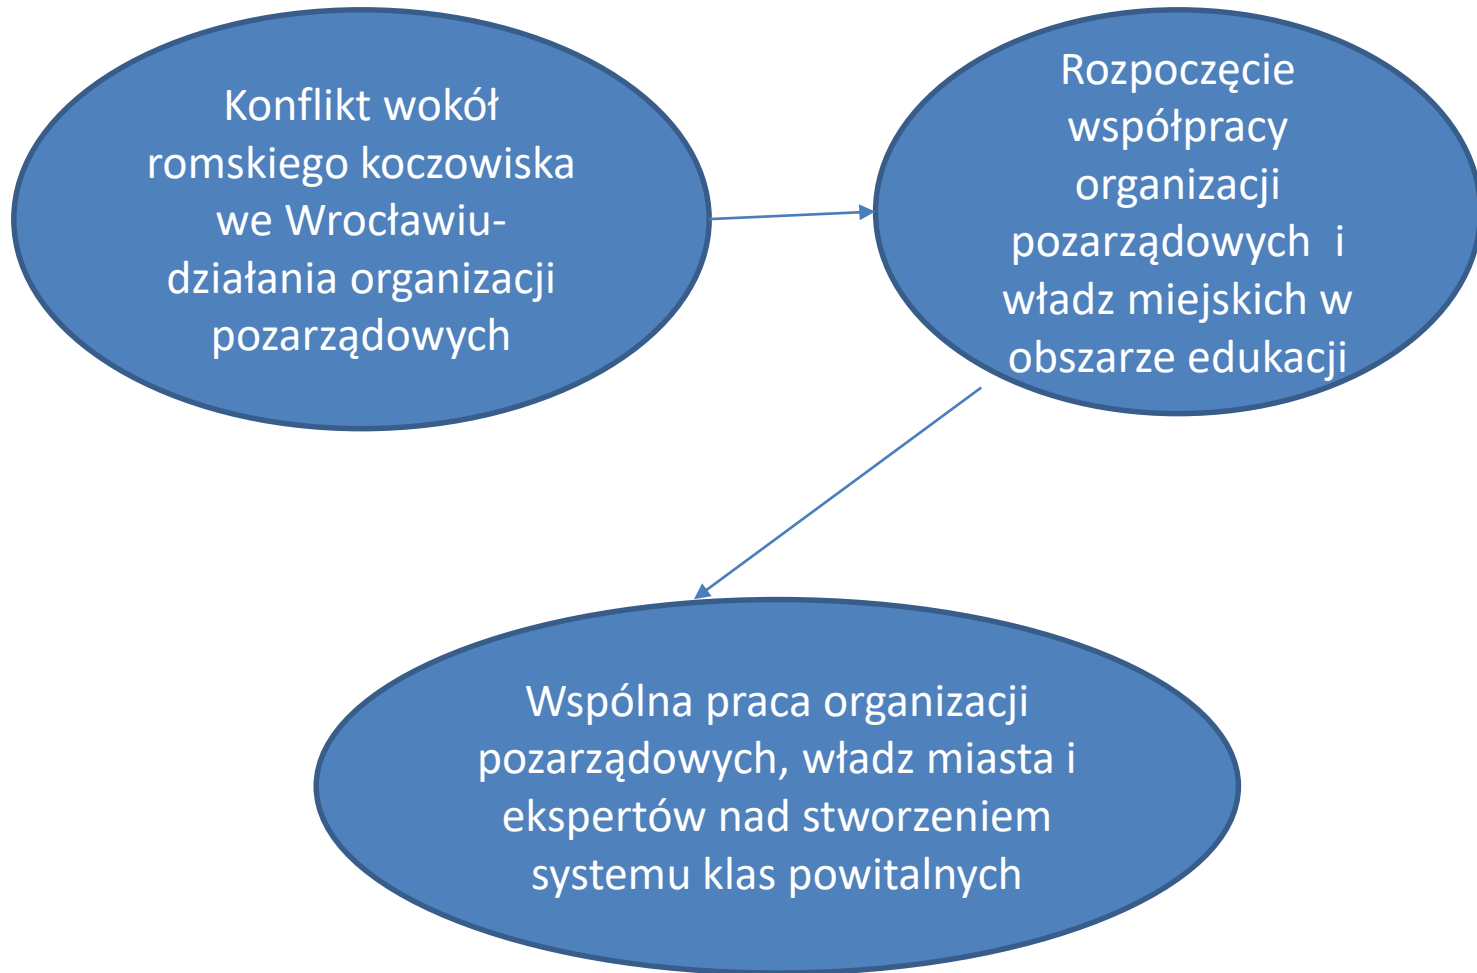 Konflikt wokół
romskiego koczowiska
we Wrocławiu-
działania organizacji
pozarządowych
Rozpoczęcie
współpracy
organizacji
pozarządowych  i
władz miejskich w
obszarze edukacji
Wspólna praca organizacji
pozarządowych, władz miasta i
ekspertów nad stworzeniem
systemu klas powitalnych